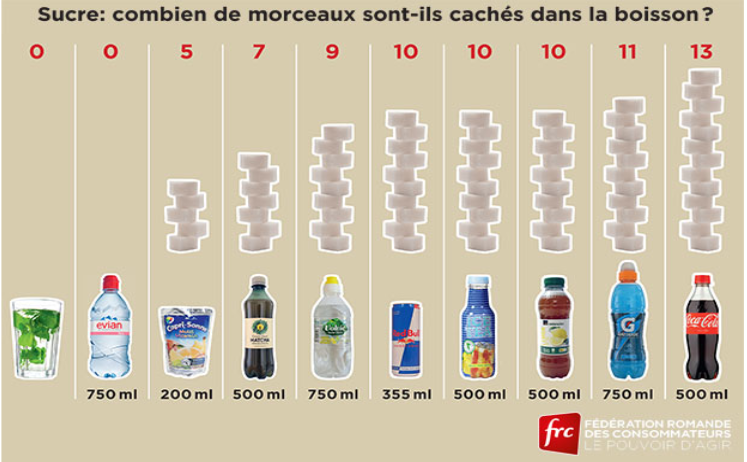 Sucre: combien de morceaux sont-ils cachés dans la boisson ?
0 0 5 7 9 10 10 10 11 13
evian
Capri-Sonne
MATCHA
Volvic
Red Bull
G
Coca-Cola
750 ml 200 ml 500 ml 750 ml 355 ml 500 ml 500 ml 750 ml 500 ml
frc
FÉDÉRATION ROMANDE
DES CONSOMMATEURS
LE POUVOIR D'AGIR